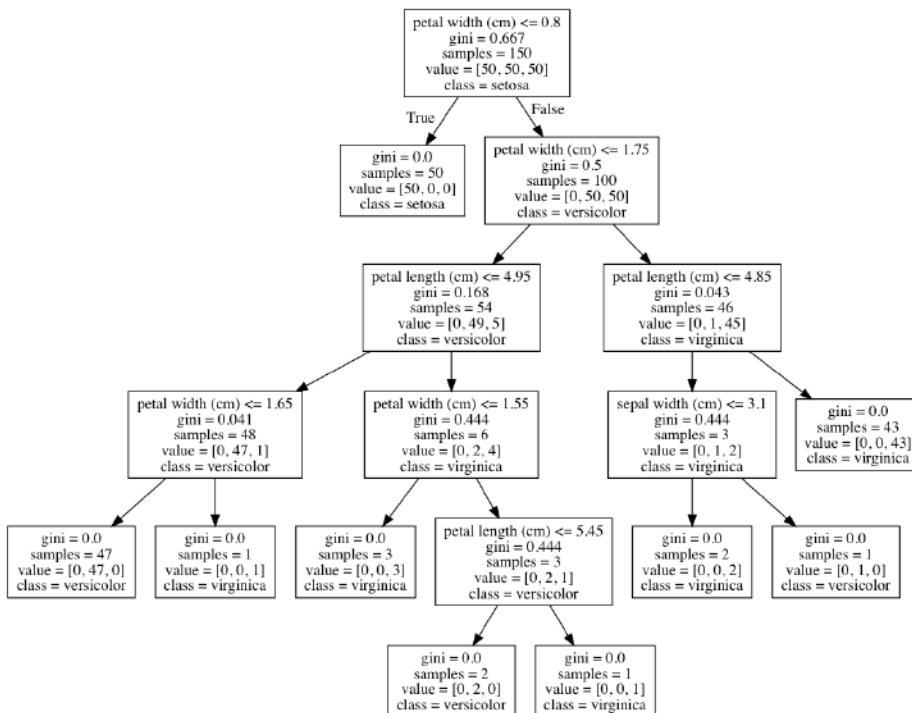 petal width (cm) <= 0.8
gini = 0.667
samples = 150
value = [50, 50, 50]
class = setosa
True
False
gini = 0.0
samples = 50
value = [50, 0, 0]
class = setosa
petal width (cm) <= 1.75
gini = 0.5
samples = 100
value = [0, 50, 50]
class = versicolor
petal length (cm) <= 4.95
gini = 0.168
samples = 54
value = [0, 49, 5]
class = versicolor
petal length (cm) <= 4.85
gini = 0.043
samples = 46
value = [0, 1, 45]
class = virginica
petal width (cm) <= 1.65
gini = 0.041
samples = 48
value = [0, 47, 1]
class = versicolor
petal width (cm) <= 1.55
gini = 0.444
samples = 6
value = [0, 2, 4]
class = virginica
sepal width (cm) <= 3.1
gini = 0.444
samples = 3
value = [0, 1, 2]
class = virginica
gini = 0.0
samples = 43
value = [0, 0, 43]
class = virginica
gini = 0.0
samples = 47
value = [0, 47, 0]
class = versicolor
gini = 0.0
samples = 1
value = [0, 0, 1]
class = virginica
gini = 0.0
samples = 3
value = [0, 0, 3]
class = virginica
petal length (cm) <= 5.45
gini = 0.444
samples = 3
value = [0, 2, 1]
class = versicolor
gini = 0.0
samples = 2
value = [0, 0, 2]
class = virginica
gini = 0.0
samples = 1
value = [0, 1, 0]
class = versicolor
gini = 0.0
samples = 2
value = [0, 2, 0]
class = versicolor
gini = 0.0
samples = 1
value = [0, 0, 1]
class = virginica